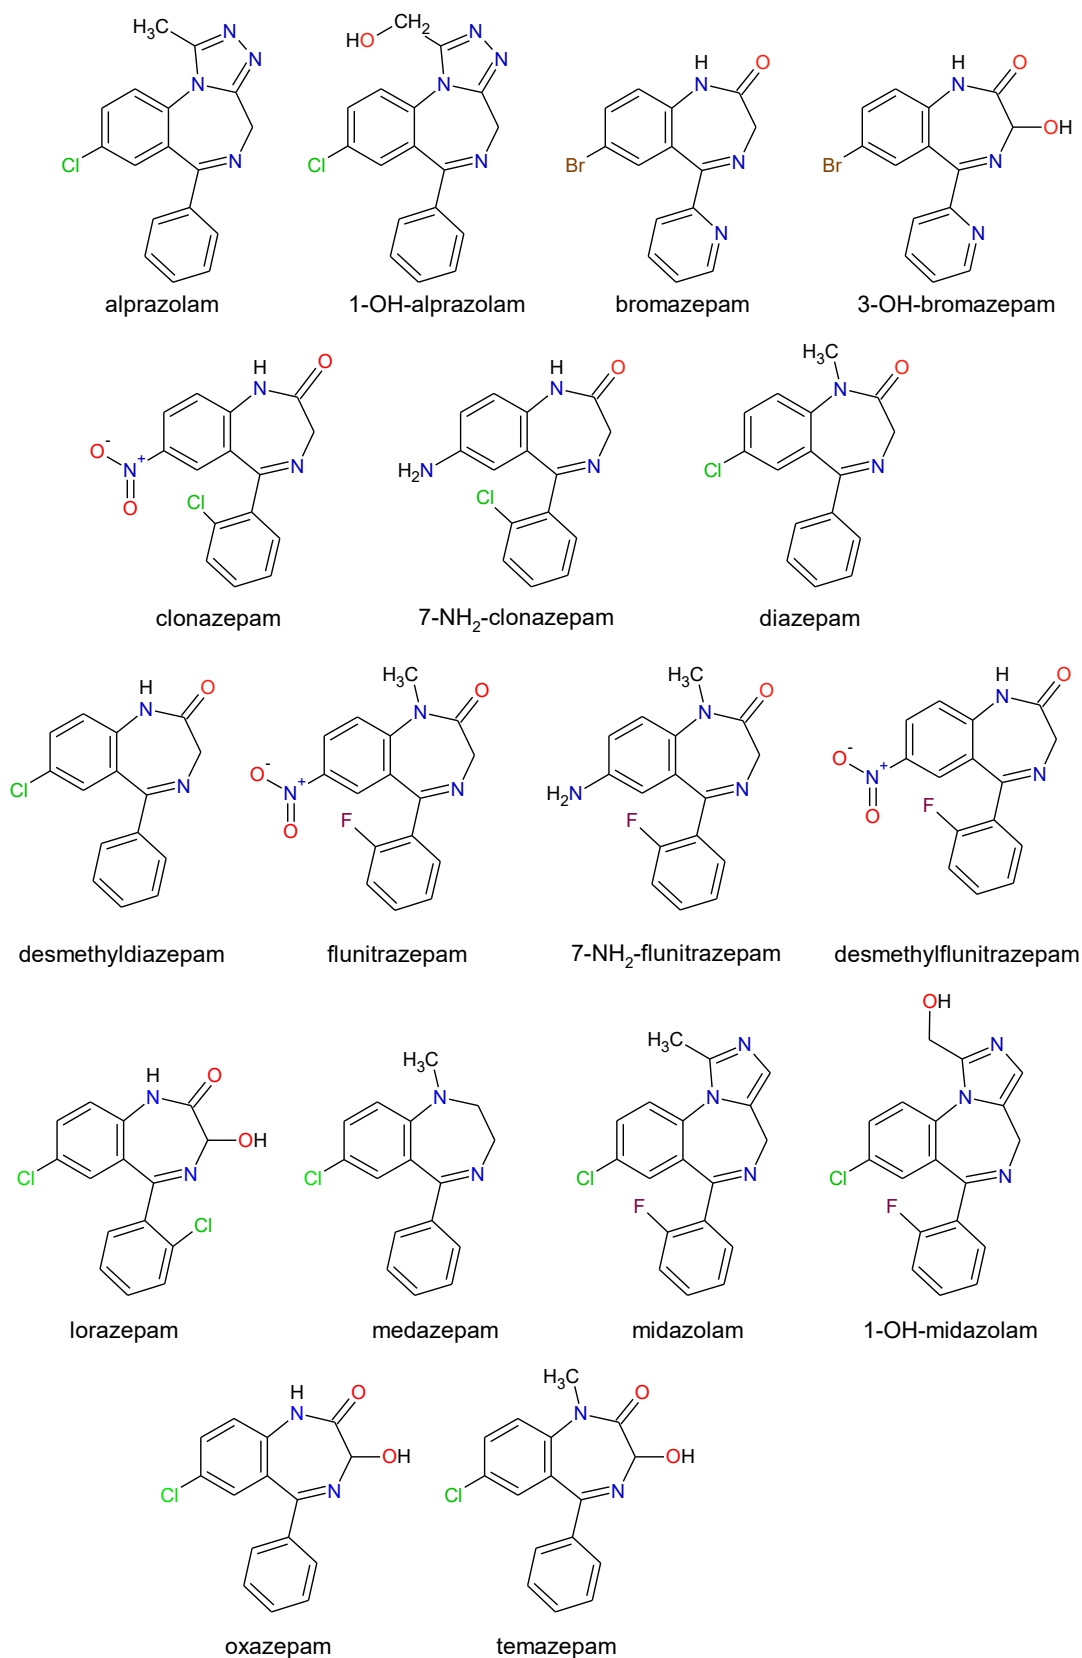 H₃C N N
N
Cl N
alprazolam
HO CH₂ N N
N
Cl N
1-OH-alprazolam
H N O
Br N
N
bromazepam
H N O
OH
Br N
N
3-OH-bromazepam
H N O
O⁻ N⁺ O N
Cl
clonazepam
H N O
H₂N N
Cl
7-NH₂-clonazepam
H₃C N O
Cl N
diazepam
H N O
Cl N
desmethyldiazepam
H₃C N O
O⁻ N⁺ O N
F
flunitrazepam
H₃C N O
H₂N N
F
7-NH₂-flunitrazepam
H N O
O⁻ N⁺ O N
F
desmethylflunitrazepam
H N O
OH
Cl N
Cl
lorazepam
H₃C N
Cl N
medazepam
H₃C N
N
Cl N
F
midazolam
OH
N
N
Cl N
F
1-OH-midazolam
H N O
OH
Cl N
oxazepam
H₃C N O
OH
Cl N
temazepam